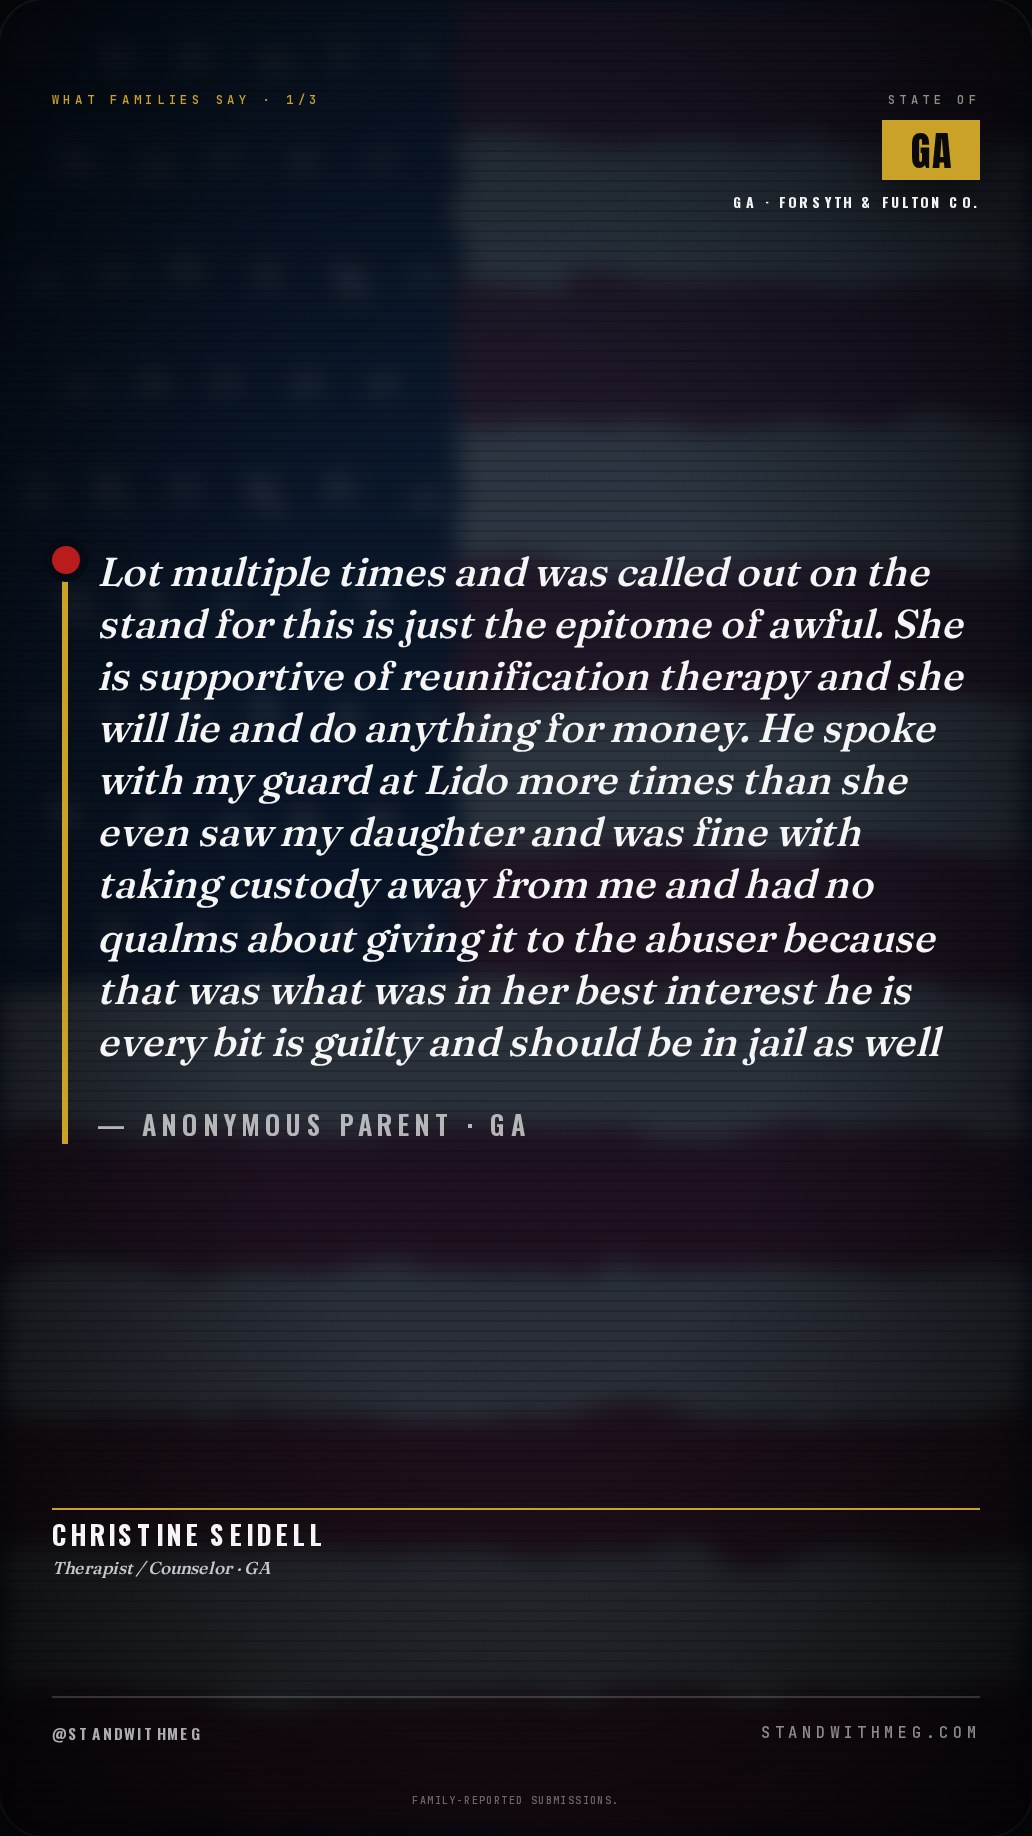 WHAT FAMILIES SAY · 1/3
STATE OF
GA
GA · FORSYTH & FULTON CO.
Lot multiple times and was called out on the
stand for this is just the epitome of awful. She
is supportive of reunification therapy and she
will lie and do anything for money. He spoke
with my guard at Lido more times than she
even saw my daughter and was fine with
taking custody away from me and had no
qualms about giving it to the abuser because
that was what was in her best interest he is
every bit is guilty and should be in jail as well
— ANONYMOUS PARENT · GA
CHRISTINE SEIDELL
Therapist / Counselor · GA
@STANDWITHMEG
STANDWITHMEG.COM
FAMILY-REPORTED SUBMISSIONS.